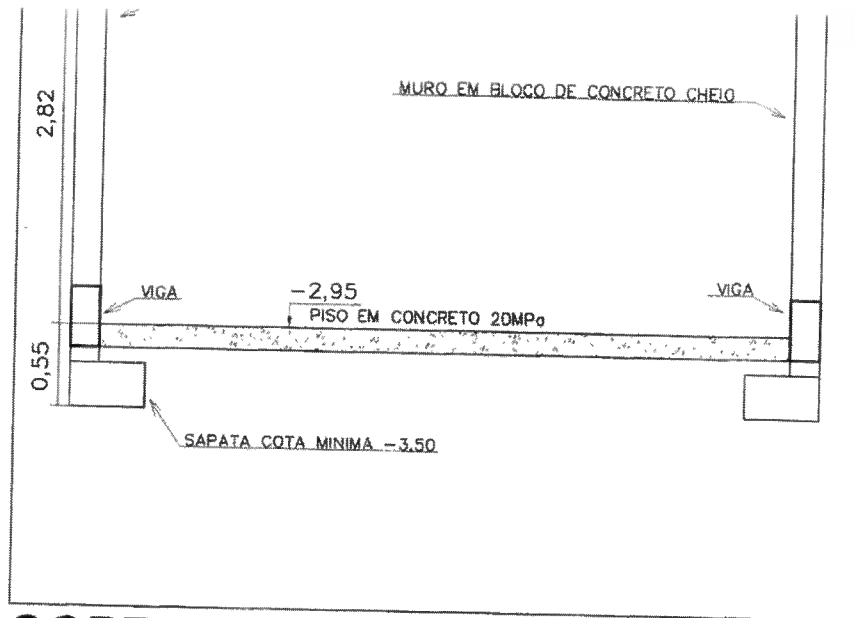 2,82
MURO EM BLOCO DE CONCRETO CHEIO
VIGA
-2,95
VIGA
PISO EM CONCRETO 20MPa
0,55
SAPATA COTA MINIMA -3.50